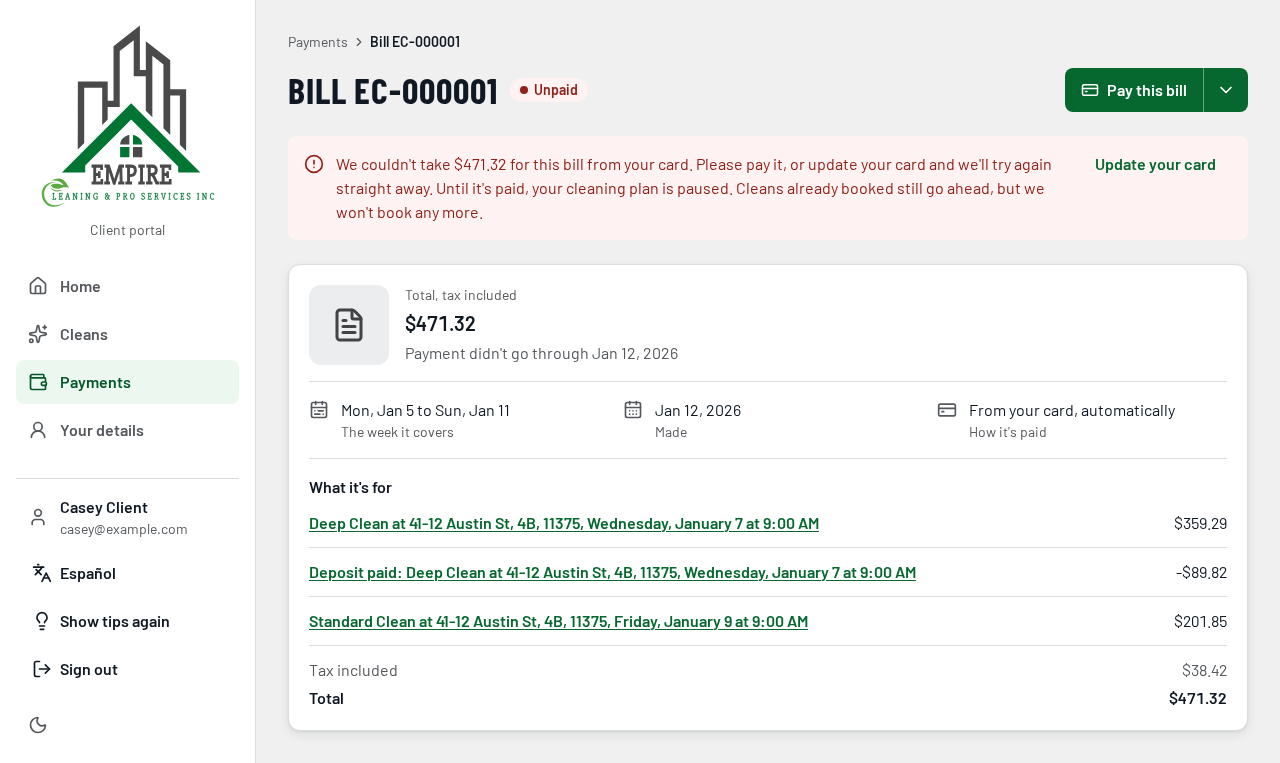 EMPIRE
CLEANING & PRO SERVICES INC
Client portal
Home
Cleans
Payments
Your details
Casey Client
casey@example.com
Español
Show tips again
Sign out
Payments > Bill EC-000001
BILL EC-000001
Unpaid
Pay this bill
We couldn't take $471.32 for this bill from your card. Please pay it, or update your card and we'll try again
straight away. Until it's paid, your cleaning plan is paused. Cleans already booked still go ahead, but we
won't book any more.
Update your card
Total, tax included
$471.32
Payment didn't go through Jan 12, 2026
Mon, Jan 5 to Sun, Jan 11
The week it covers
Jan 12, 2026
Made
From your card, automatically
How it's paid
What it's for
Deep Clean at 41-12 Austin St, 4B, 11375, Wednesday, January 7 at 9:00 AM $359.29
Deposit paid: Deep Clean at 41-12 Austin St, 4B, 11375, Wednesday, January 7 at 9:00 AM -$89.82
Standard Clean at 41-12 Austin St, 4B, 11375, Friday, January 9 at 9:00 AM $201.85
Tax included $38.42
Total $471.32